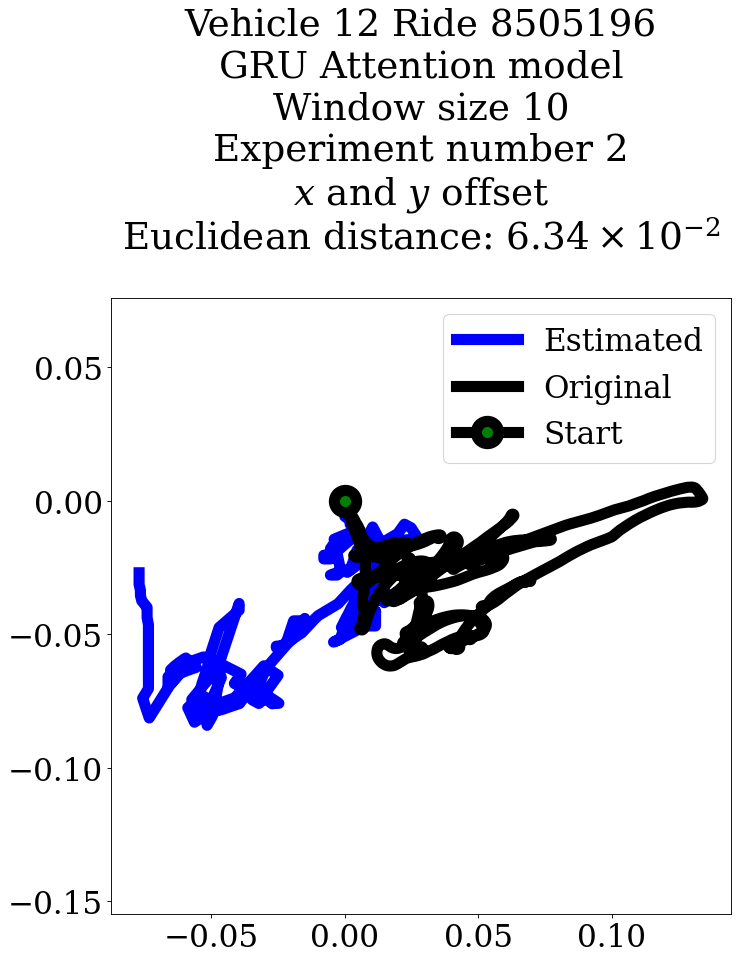 Vehicle 12 Ride 8505196
GRU Attention model
Window size 10
Experiment number 2
x and y offset
Euclidean distance: 6.34 × 10⁻²
Estimated
Original
Start
0.05
0.00
−0.05
−0.10
−0.15
−0.05 0.00 0.05 0.10